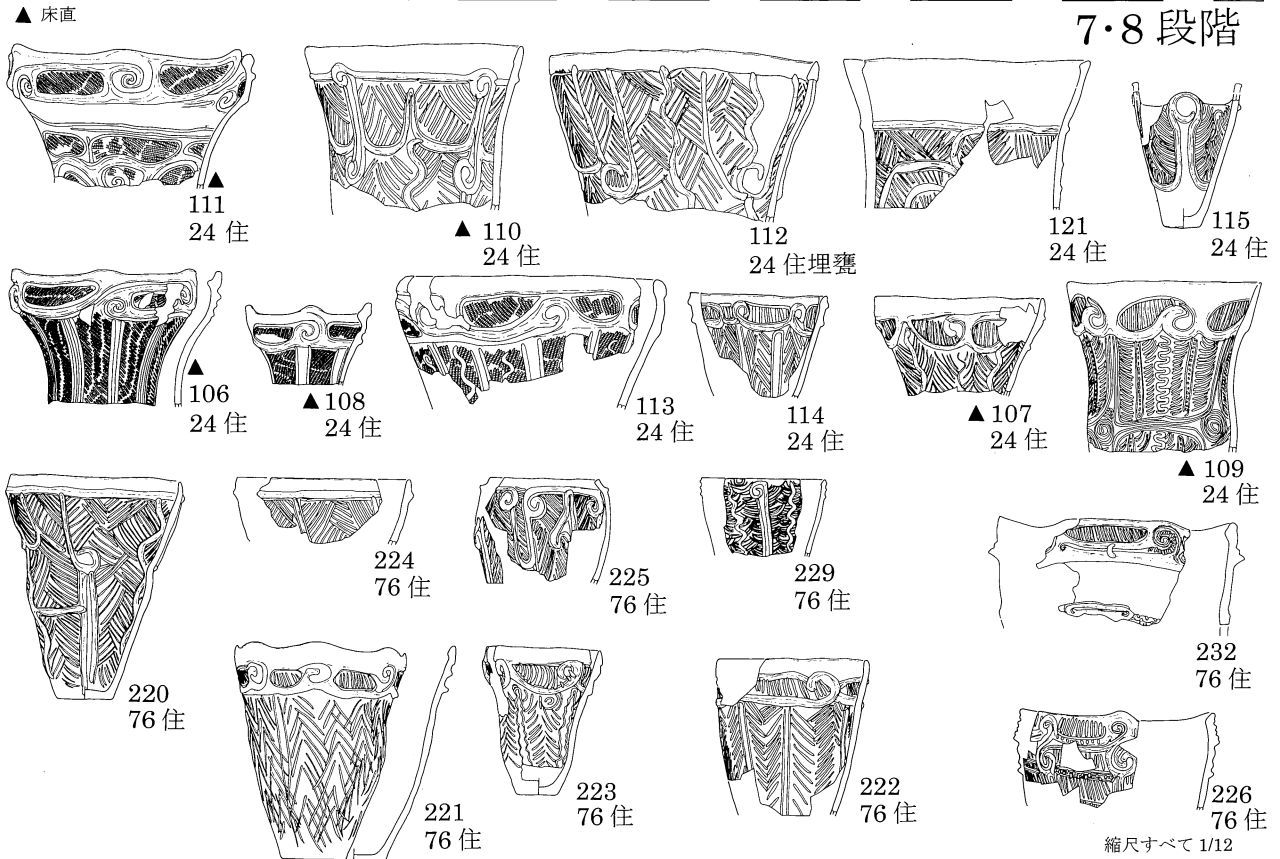 ▲ 床直
7・8 段階
▲
111
24 住
▲ 110
24 住
112
24 住埋甕
121
24 住
115
24 住
▲
106
24 住
▲ 108
24 住
113
24 住
114
24 住
▲ 107
24 住
▲ 109
24 住
220
76 住
224
76 住
225
76 住
229
76 住
232
76 住
221
76 住
223
76 住
222
76 住
226
76 住
縮尺すべて 1/12